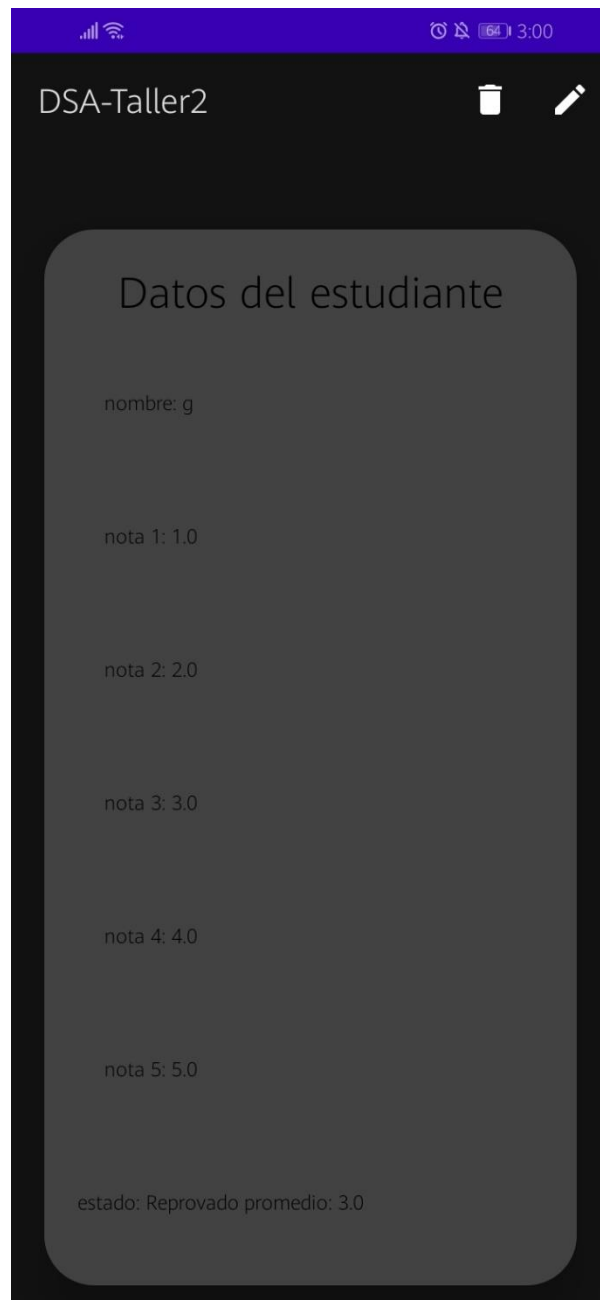 64 3:00
DSA-Taller2
Datos del estudiante
nombre: g
nota 1: 1.0
nota 2: 2.0
nota 3: 3.0
nota 4: 4.0
nota 5: 5.0
estado: Reprovado promedio: 3.0